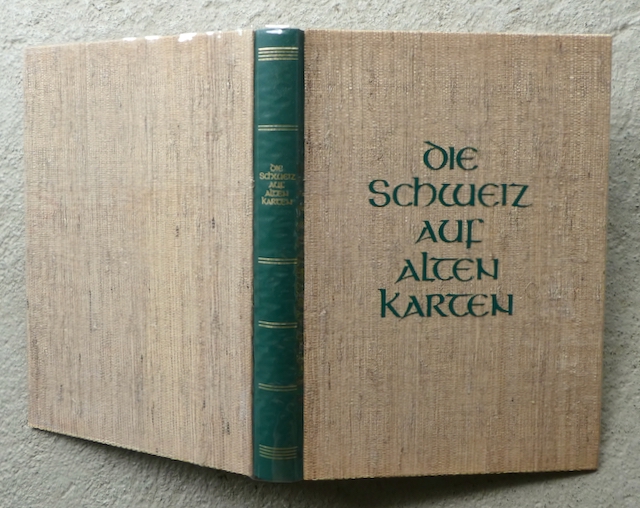 DIE
SCHWEIZ
AUF
ALTEN
KARTEN
DIE
SCHWEIZ
AUF
ALTEN
KARTEN